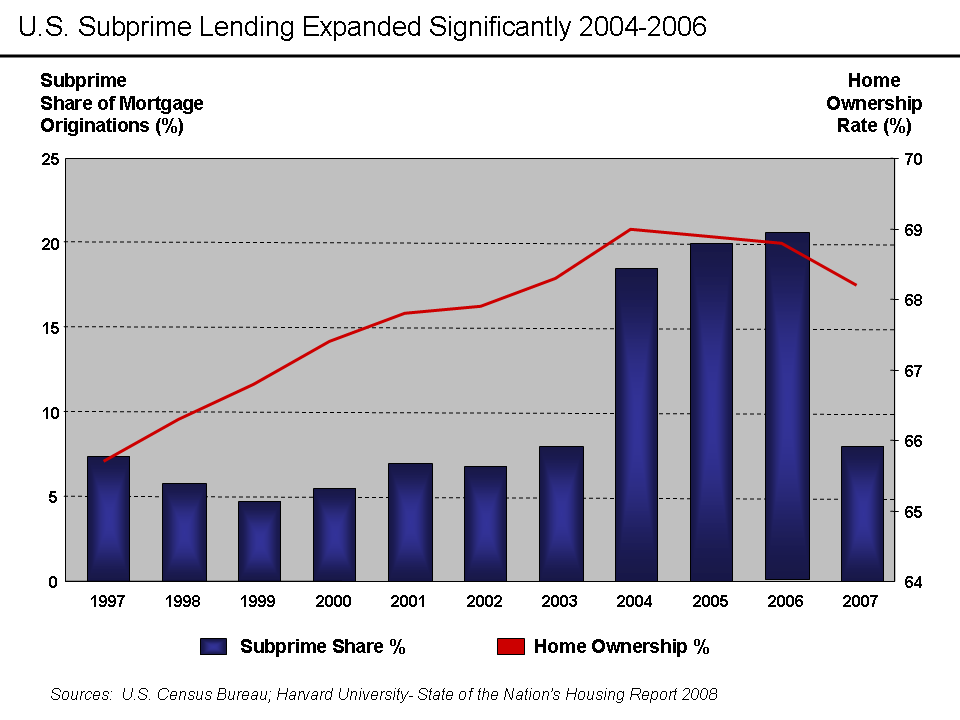 U.S. Subprime Lending Expanded Significantly 2004-2006
Subprime
Share of Mortgage
Originations (%)
Home
Ownership
Rate (%)
25
20
15
10
5
0
70
69
68
67
66
65
64
1997 1998 1999 2000 2001 2002 2003 2004 2005 2006 2007
Subprime Share % Home Ownership %
Sources: U.S. Census Bureau; Harvard University- State of the Nation's Housing Report 2008